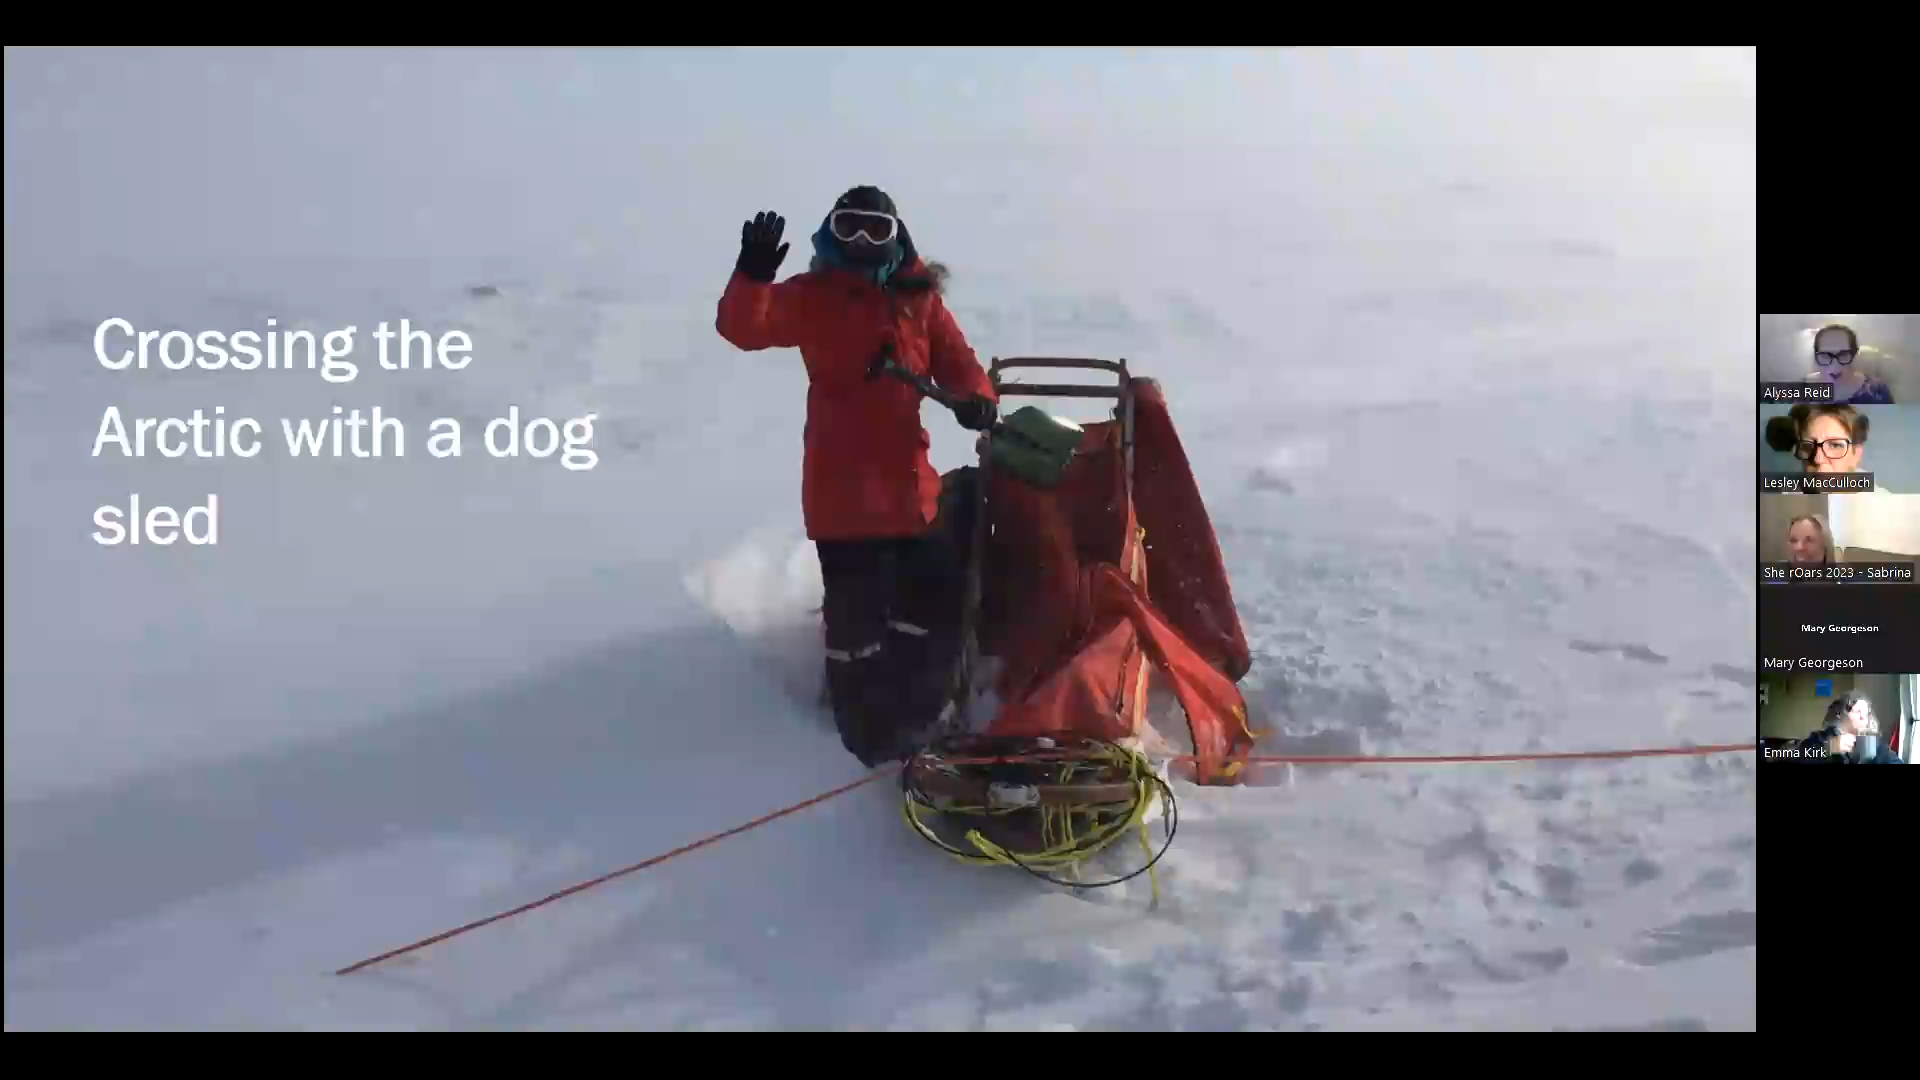 Crossing the
Arctic with a dog
sled
Alyssa Reid
Lesley MacCulloch
She rOars 2023 - Sabrina
Mary Georgeson
Mary Georgeson
Emma Kirk